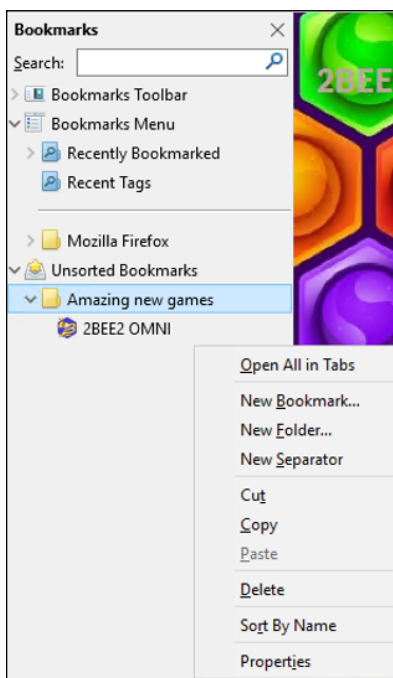 Bookmarks
Search:
2BEE
Bookmarks Toolbar
Bookmarks Menu
Recently Bookmarked
Recent Tags
Mozilla Firefox
Unsorted Bookmarks
Amazing new games
2BEE2 OMNI
Open All in Tabs
New Bookmark...
New Folder...
New Separator
Cut
Copy
Paste
Delete
Sort By Name
Properties